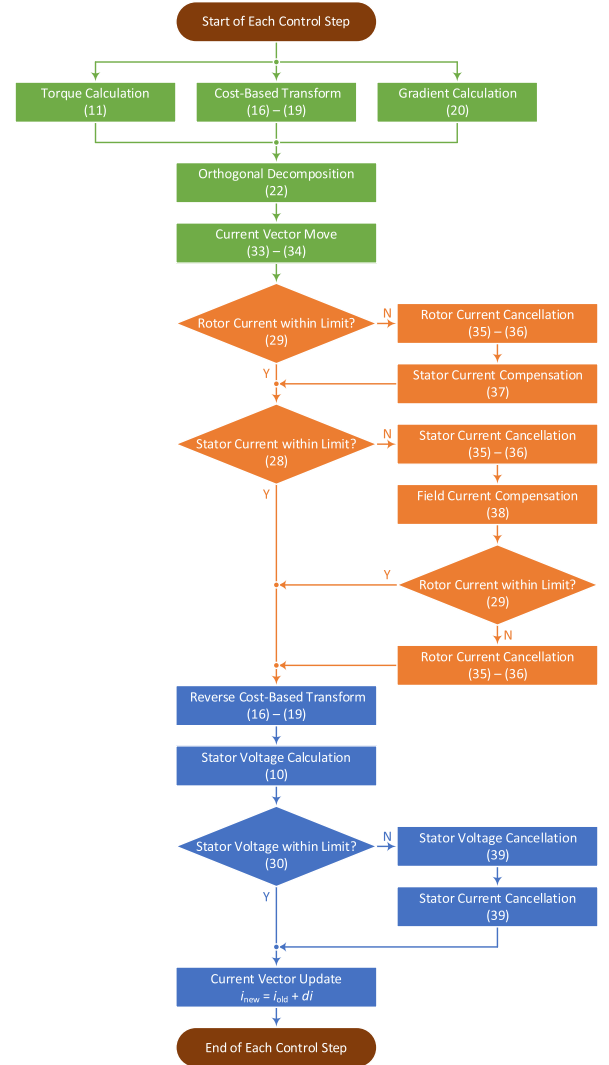 Start of Each Control Step
Torque Calculation
(11)
Cost-Based Transform
(16) – (19)
Gradient Calculation
(20)
Orthogonal Decomposition
(22)
Current Vector Move
(33) – (34)
Rotor Current within Limit?
(29)
N
Rotor Current Cancellation
(35) – (36)
Y
Stator Current Compensation
(37)
Stator Current within Limit?
(28)
N
Stator Current Cancellation
(35) – (36)
Y
Field Current Compensation
(38)
Y
Rotor Current within Limit?
(29)
N
Rotor Current Cancellation
(35) – (36)
Reverse Cost-Based Transform
(16) – (19)
Stator Voltage Calculation
(10)
Stator Voltage within Limit?
(30)
N
Stator Voltage Cancellation
(39)
Y
Stator Current Cancellation
(39)
Current Vector Update
i_new = i_old + di
End of Each Control Step